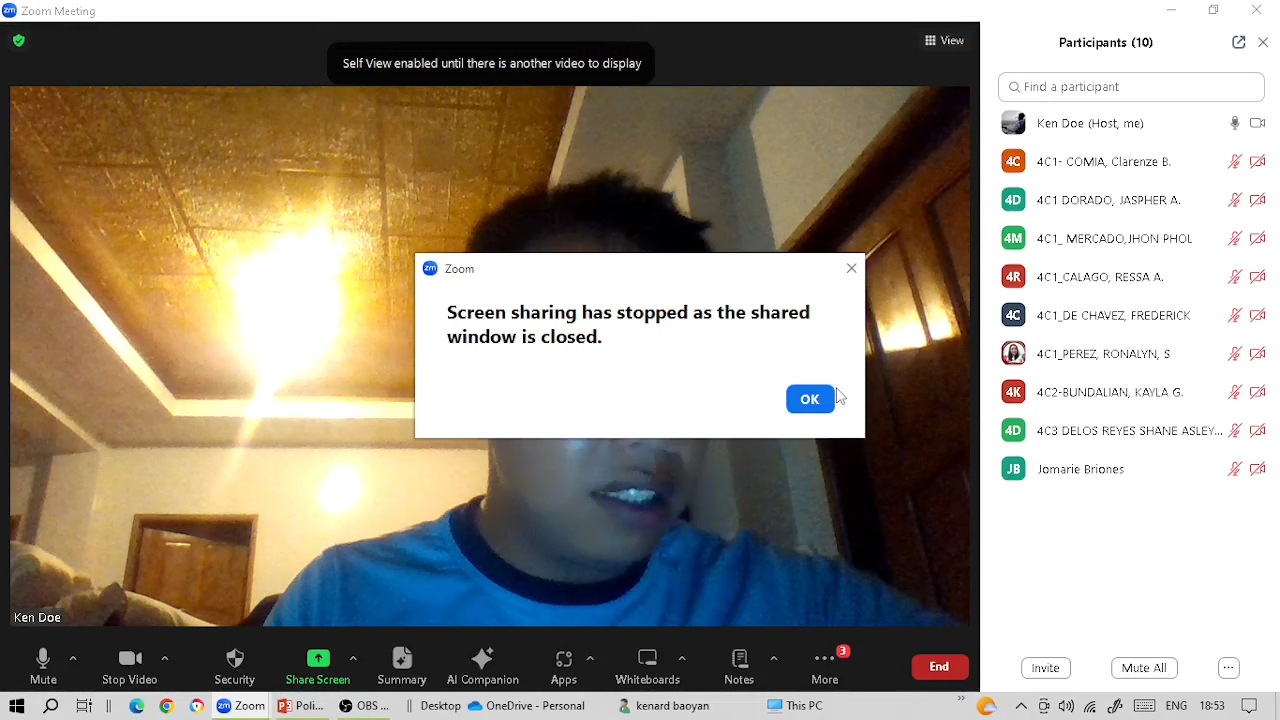 zm Zoom Meeting
View
Self View enabled until there is another video to display
zm Zoom
Screen sharing has stopped as the shared
window is closed.
OK
Ken Doe
Mute
Stop Video
Security
Share Screen
Summary
AI Companion
Apps
Whiteboards
Notes
3
More
End
Participants (10)
Find a participant
Ken Doe (Host, me)
4C 4C1- COMIA, Clarenze B.
4D 4C1 DORADO, JASPHER A.
4M 4C1_ MERCADO,JHON PHOL
4R 4C1_CALAGO, RESSA A.
4C 4C1_DE CHAVEZ, FREDERICK
4C1_PEREZ, RONALYN, S
4K 4C2-BUNDALIAN, KAYLA G.
4D 4C3 DELOS REYES SHANE ASLEY,...
JB Jomarie Briones
Invite
Mute All
zm Zoom
Poli...
OBS ...
Desktop
OneDrive - Personal
kenard baoyan
This PC
ENG
18:53